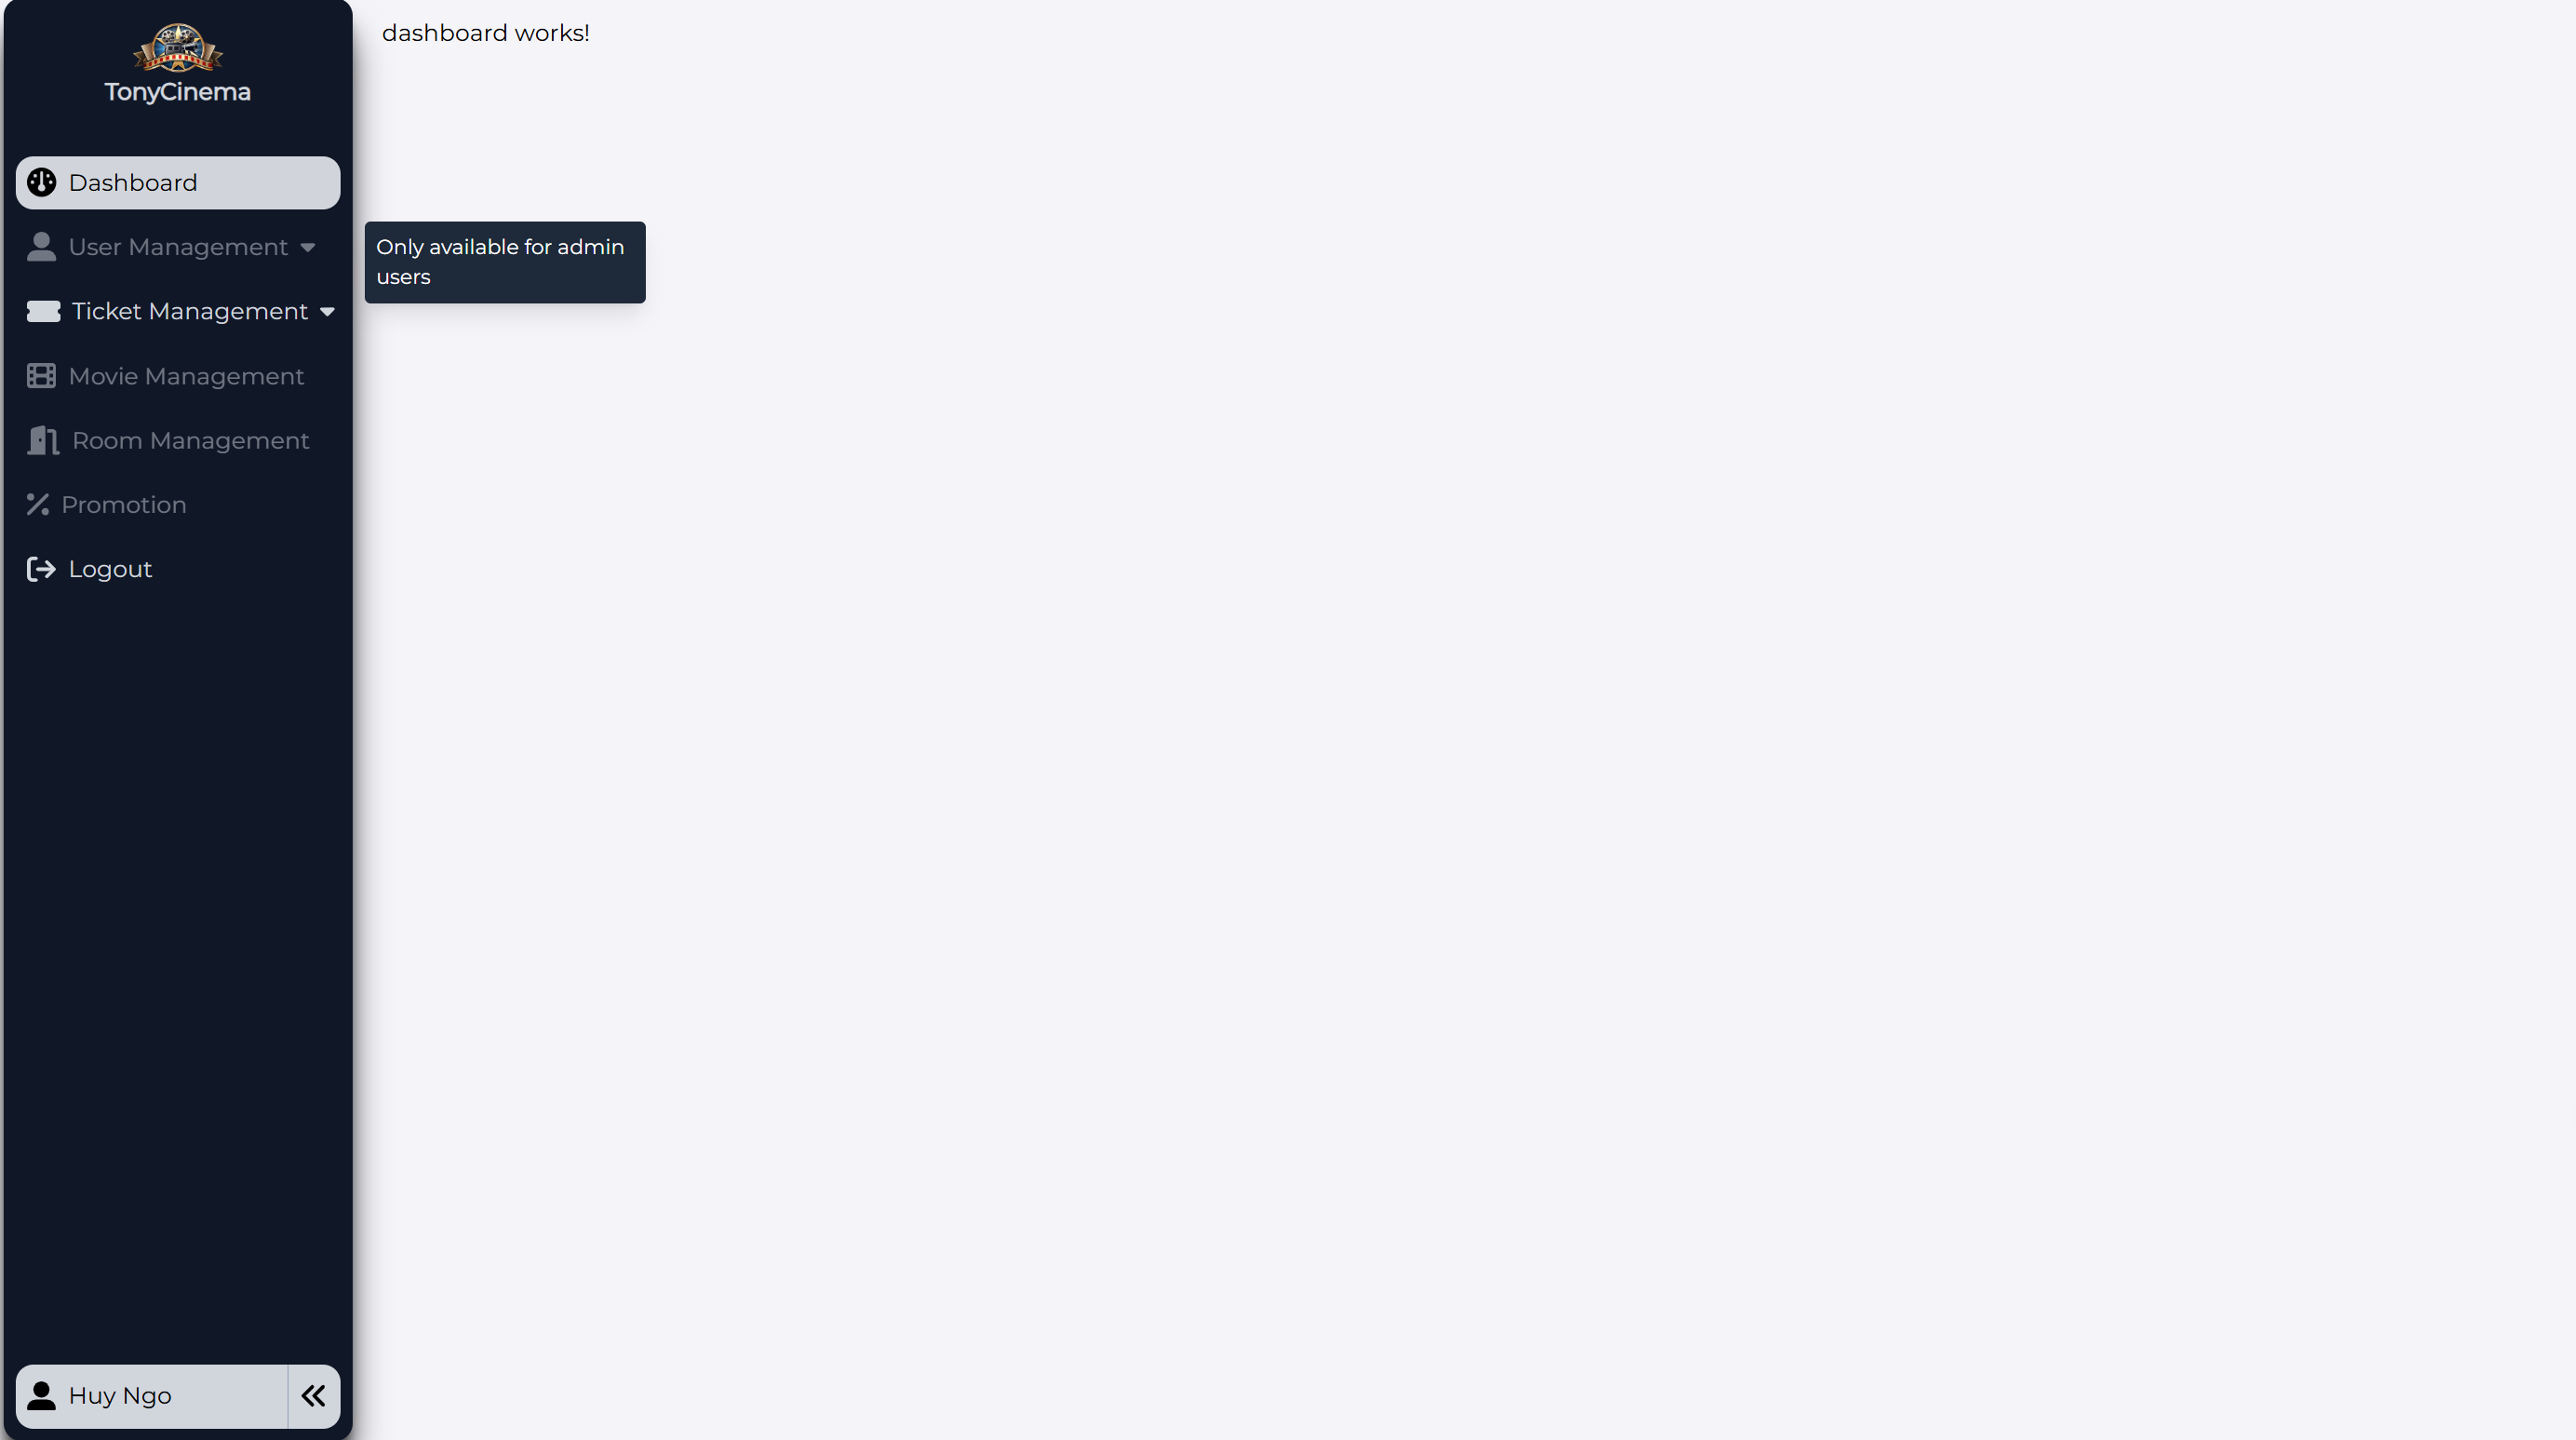 TonyCinema
Dashboard
User Management
Ticket Management
Movie Management
Room Management
Promotion
Logout
Huy Ngo
dashboard works!
Only available for admin
users